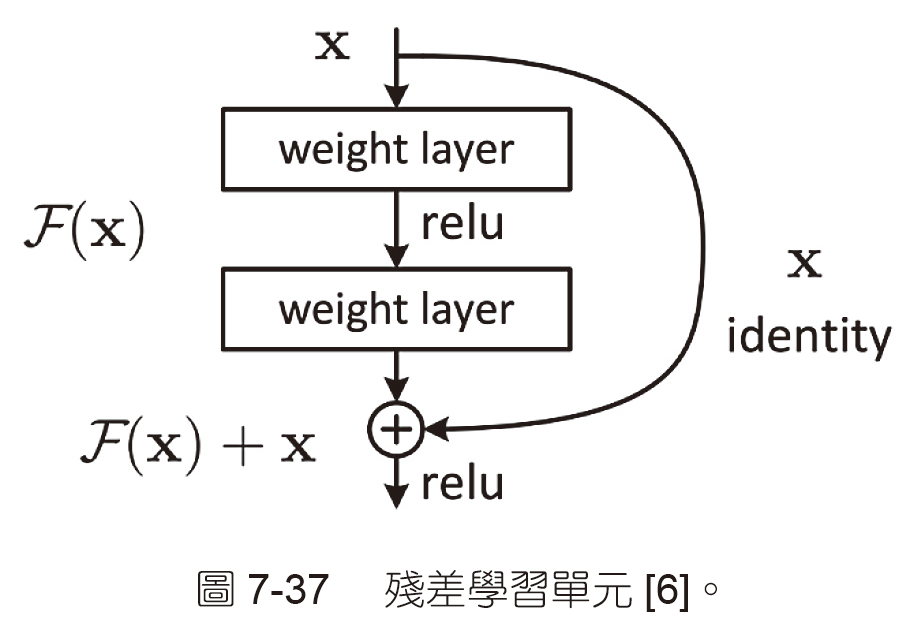 x
weight layer
F(x)
relu
weight layer
x
identity
F(x) + x
relu
圖 7-37 殘差學習單元 [6]。